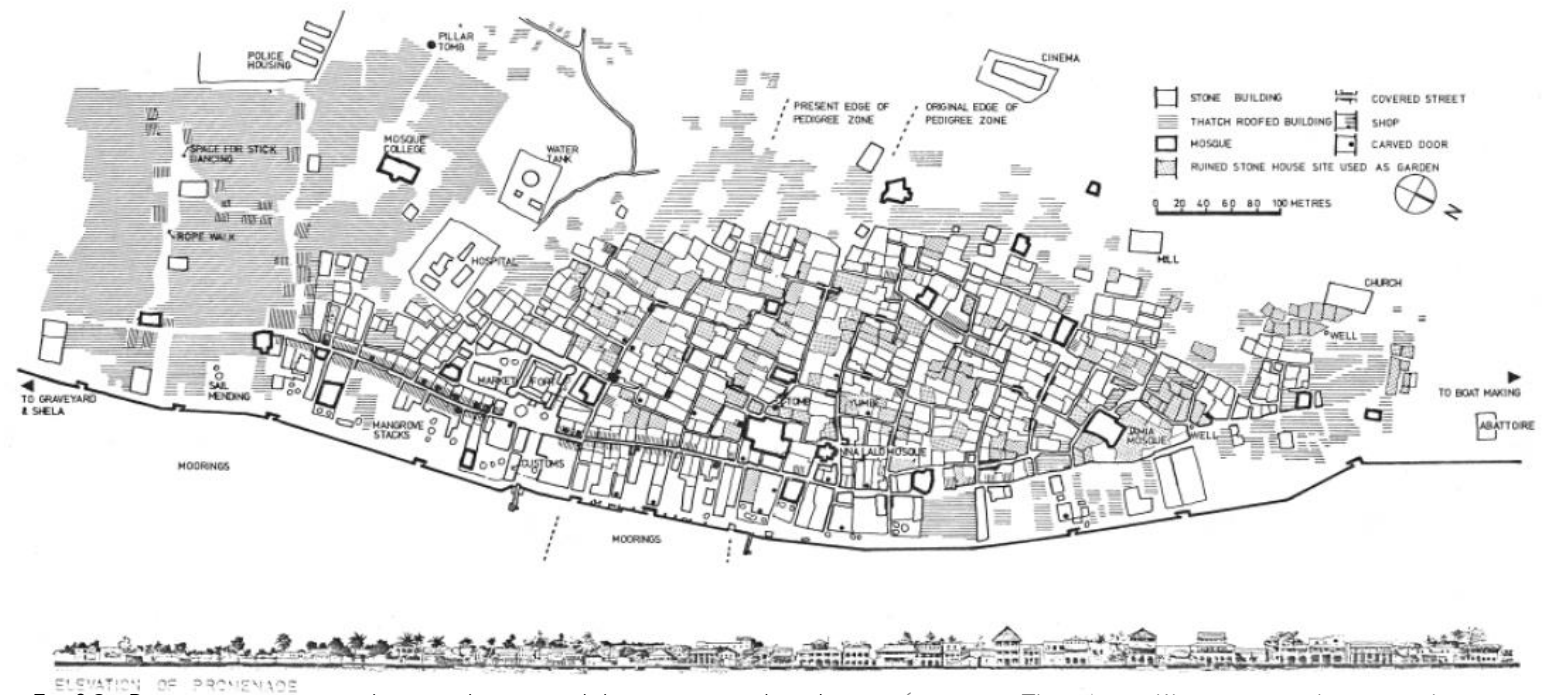 POLICE
HOUSING
PILLAR
TOMB
SPACE FOR STICK
DANCING
MOSQUE
COLLEGE
ROPE WALK
WATER
TANK
HOSPITAL
PRESENT EDGE OF
PEDIGREE ZONE
ORIGINAL EDGE OF
PEDIGREE ZONE
CINEMA
STONE BUILDING
THATCH ROOFED BUILDING
MOSQUE
RUINED STONE HOUSE SITE USED AS GARDEN
COVERED STREET
SHOP
CARVED DOOR
0 20 40 60 80 100 METRES
N
MILL
CHURCH
WELL
TO BOAT MAKING
ABATTOIRE
TO GRAVEYARD
& SHELA
SAIL
MENDING
MANGROVE
STACKS
MARKET
FORT
CUSTOMS
TOMB
NNA LALO MOSQUE
JAMIA
MOSQUE
WELL
MOORINGS
MOORINGS
ELEVATION OF PROMENADE